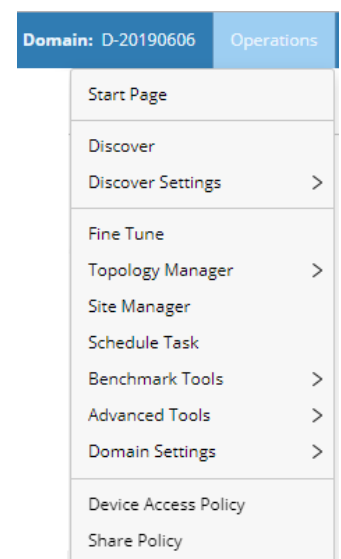 Domain: D-20190606 Operations
Start Page
Discover
Discover Settings
Fine Tune
Topology Manager
Site Manager
Schedule Task
Benchmark Tools
Advanced Tools
Domain Settings
Device Access Policy
Share Policy